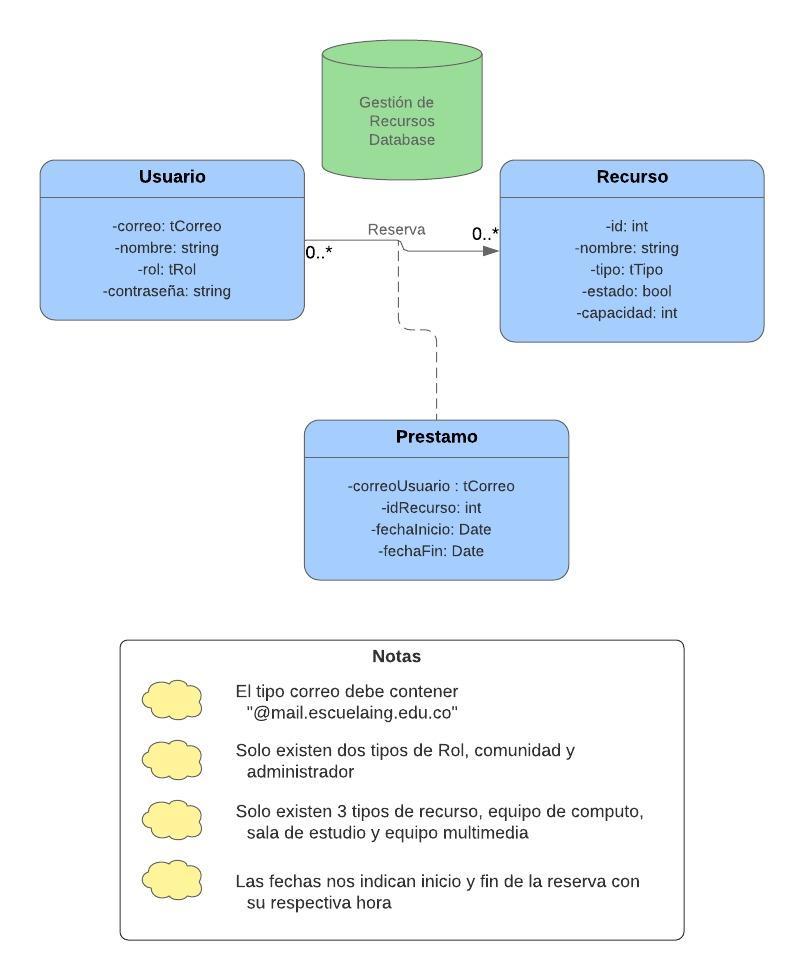 Gestión de
Recursos
Database
Usuario
-correo: tCorreo
-nombre: string
-rol: tRol
-contraseña: string
Reserva
0..*
0..*
Recurso
-id: int
-nombre: string
-tipo: tTipo
-estado: bool
-capacidad: int
Prestamo
-correoUsuario : tCorreo
-idRecurso: int
-fechaInicio: Date
-fechaFin: Date
Notas
El tipo correo debe contener
"@mail.escuelaing.edu.co"
Solo existen dos tipos de Rol, comunidad y
administrador
Solo existen 3 tipos de recurso, equipo de computo,
sala de estudio y equipo multimedia
Las fechas nos indican inicio y fin de la reserva con
su respectiva hora